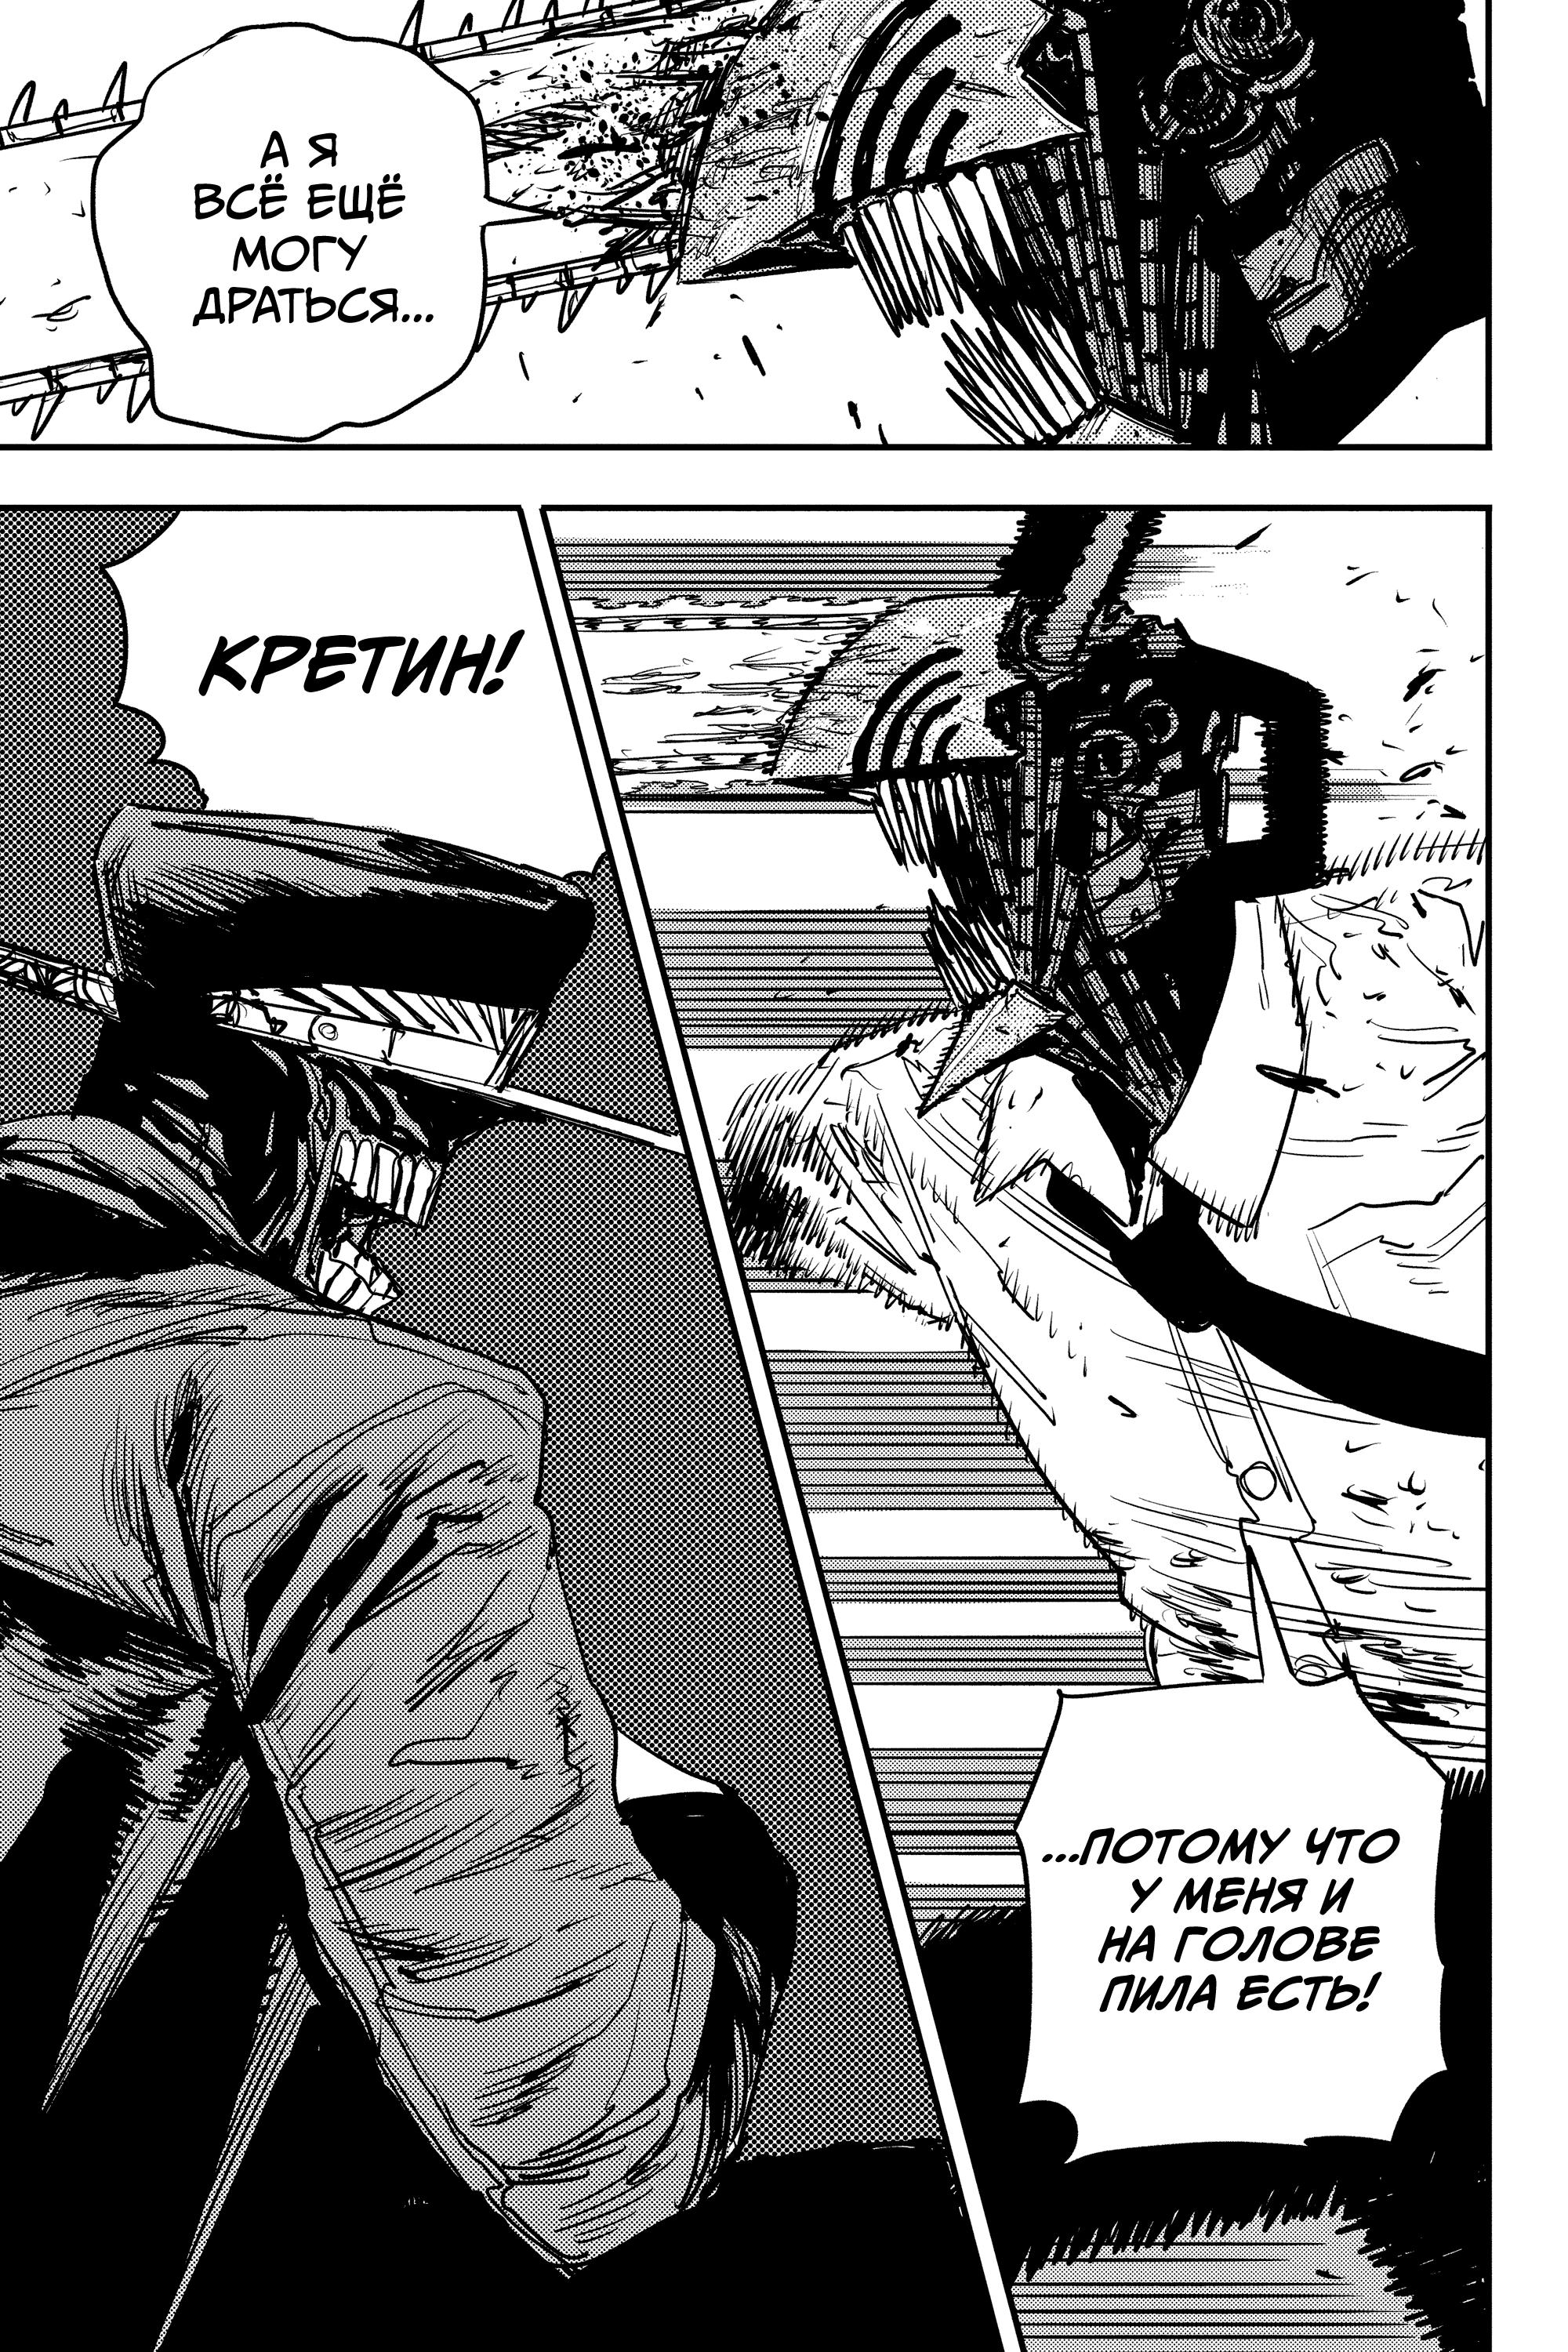 А Я
ВСЁ ЕЩЁ
МОГУ
ДРАТЬСЯ...
...ПОТОМУ ЧТО
У МЕНЯ И
НА ГОЛОВЕ
ПИЛА ЕСТЬ!
КРЕТИН!